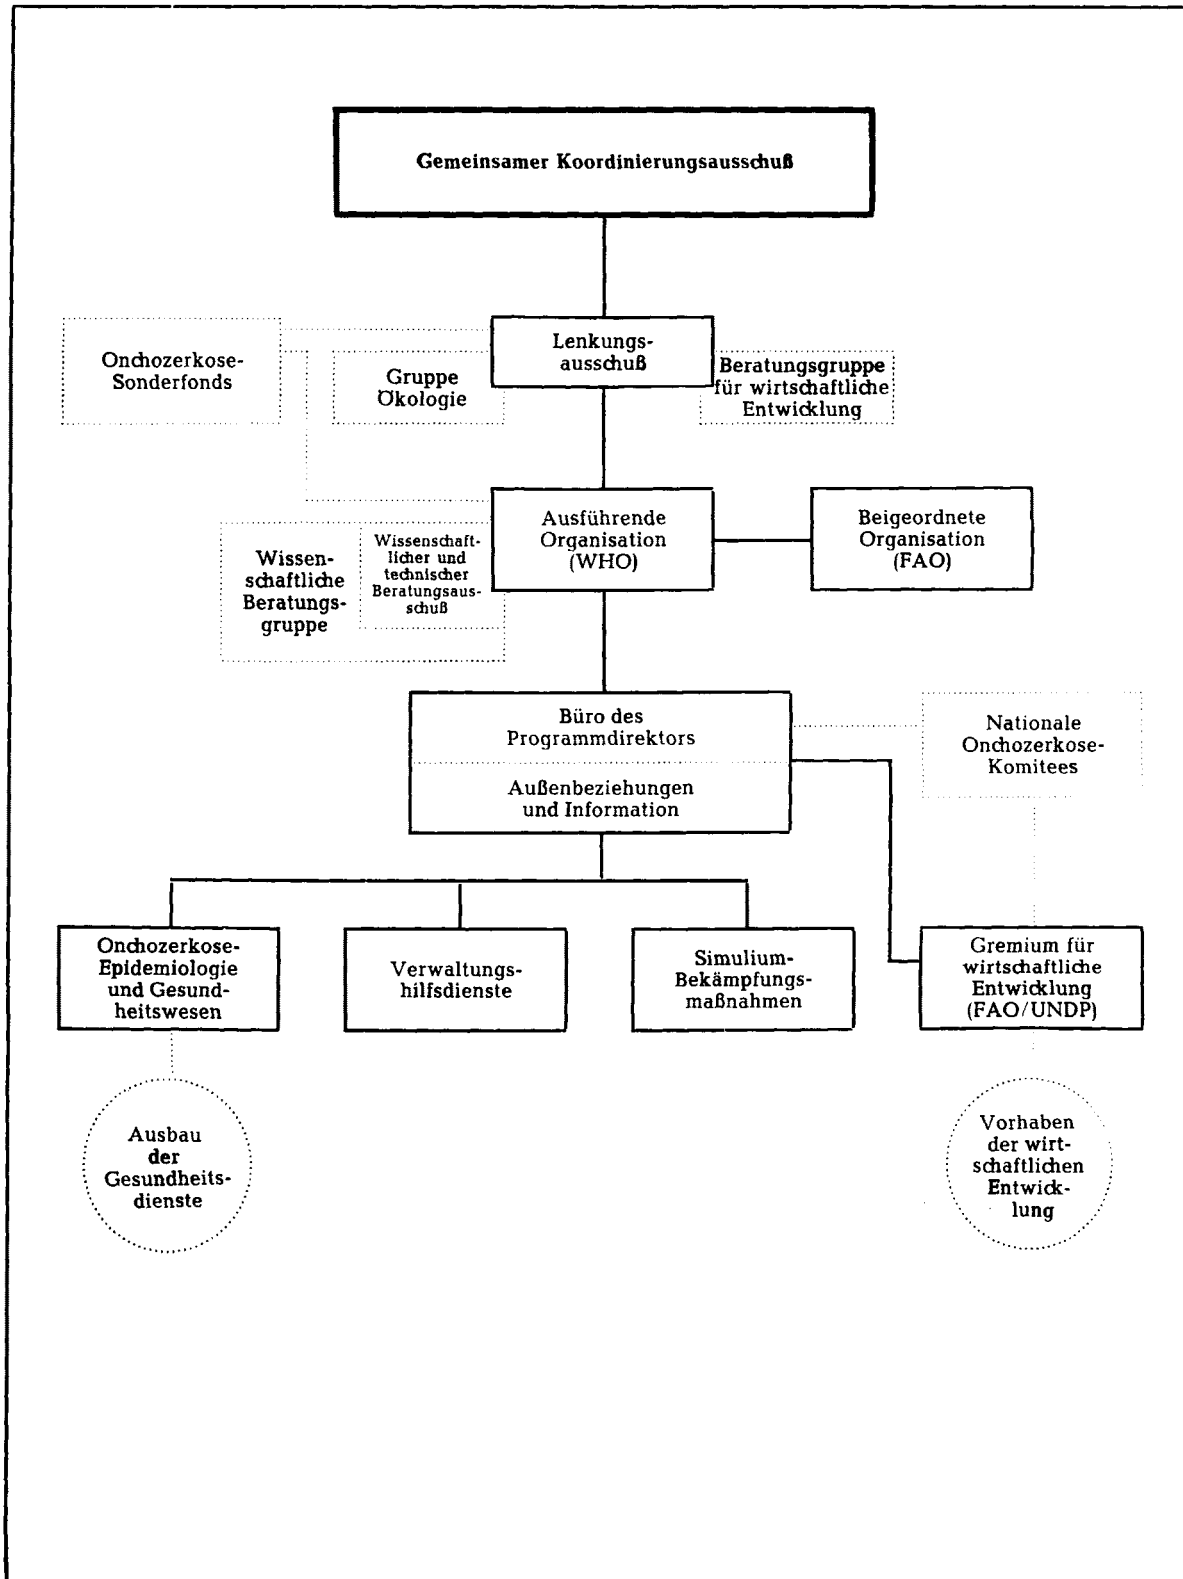 Gemeinsamer Koordinierungsausschuß
Lenkungs-
ausschuß
Onchozerkose-
Sonderfonds
Gruppe
Ökologie
Beratungsgruppe
für wirtschaftliche
Entwicklung
Ausführende
Organisation
(WHO)
Beigeordnete
Organisation
(FAO)
Wissen-
schaftliche
Beratungs-
gruppe
Wissenschaft-
licher und
technischer
Beratungsaus-
schuß
Büro des
Programmdirektors
Außenbeziehungen
und Information
Nationale
Onchozerkose-
Komitees
Onchozerkose-
Epidemiologie
und Gesund-
heitswesen
Verwaltungs-
hilfsdienste
Simulium-
Bekämpfungs-
maßnahmen
Gremium für
wirtschaftliche
Entwicklung
(FAO/UNDP)
Ausbau
der
Gesundheits-
dienste
Vorhaben
der wirt-
schaftlichen
Entwick-
lung